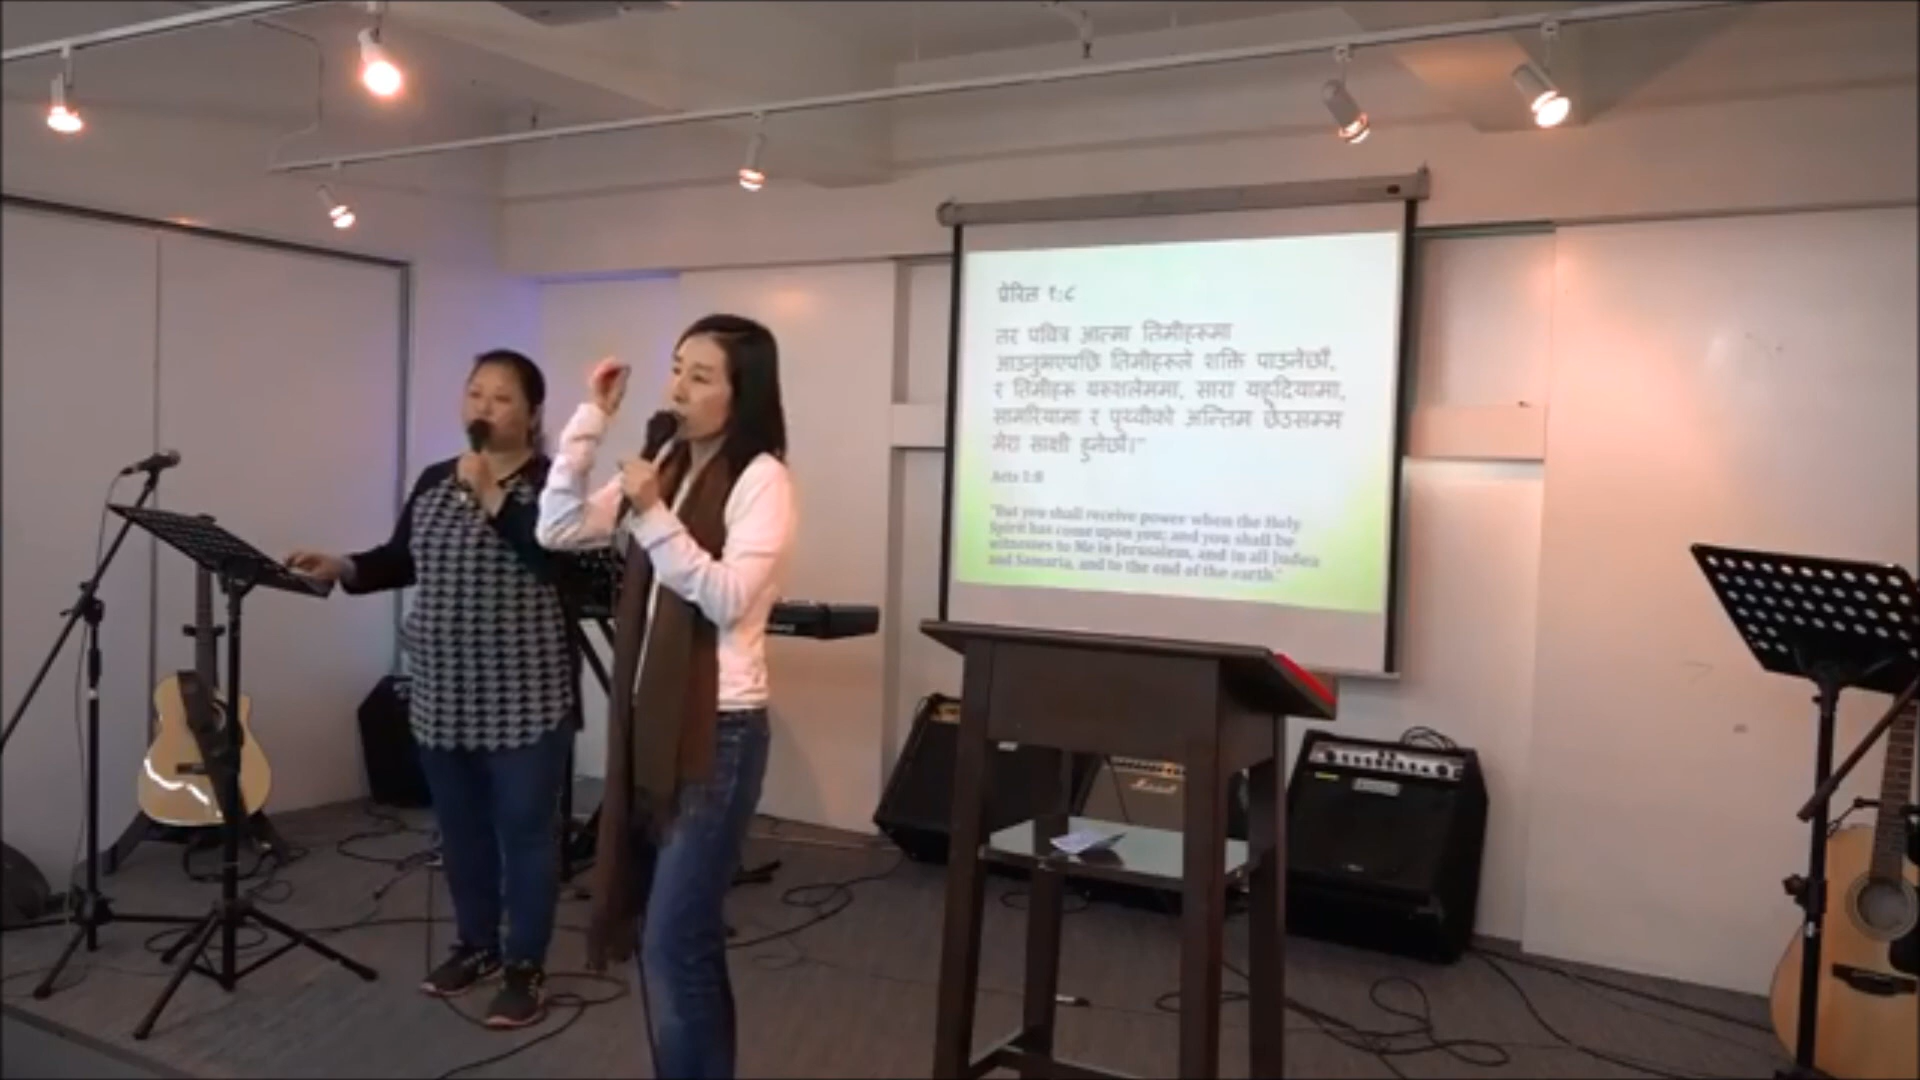 प्रेरित १:८
तर पवित्र आत्मा तिमीहरूमा
आउनुभएपछि तिमीहरूले शक्ति पाउनेछौ,
र तिमीहरू यरूशलेममा, सारा यहूदियामा,
सामरियामा र पृथ्वीको अन्तिम छेउसम्म
मेरा साक्षी हुनेछौ।"
Acts 1:8
"But you shall receive power when the Holy
Spirit has come upon you; and you shall be
witnesses to Me in Jerusalem, and in all Judea
and Samaria, and to the end of the earth."
Marshall